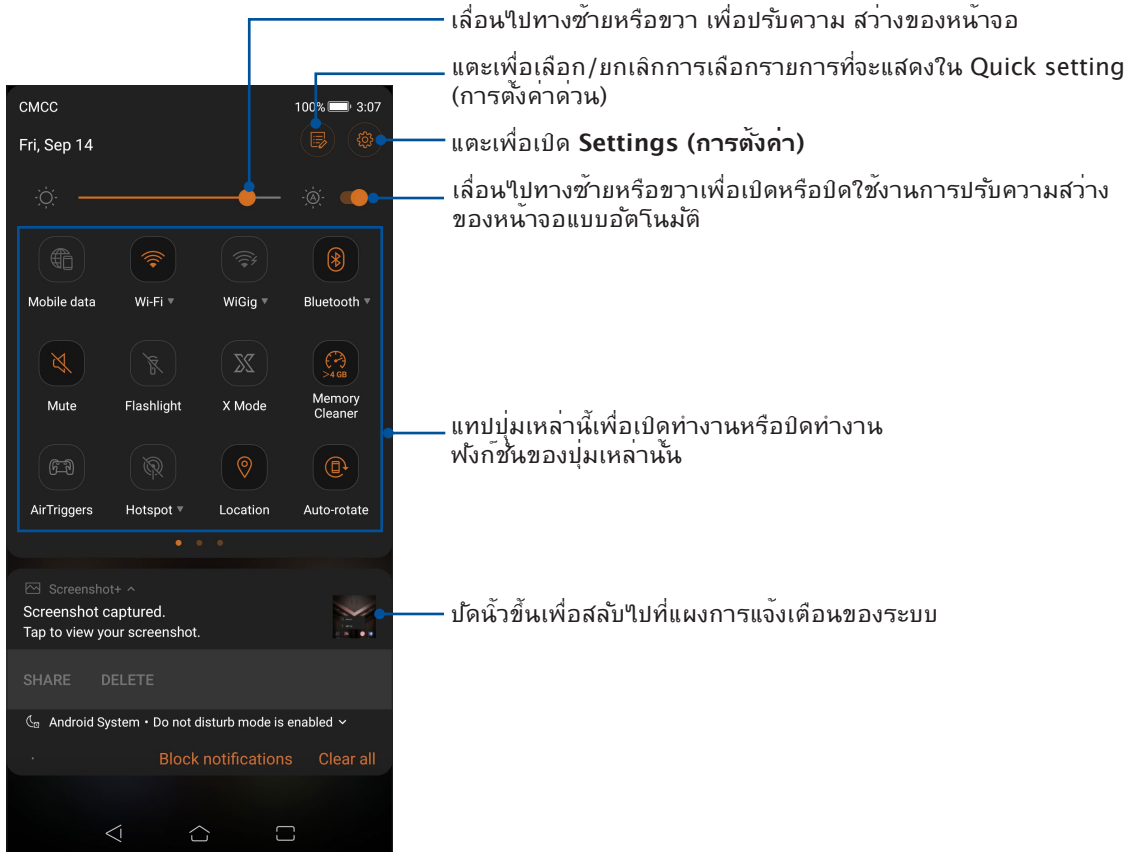 เลื่อนไปทางซ้ายหรือขวา เพื่อปรับความ สว่างของหน้าจอ
แตะเพื่อเลือก/ยกเลิกการเลือกรายการที่จะแสดงใน Quick setting
(การตั้งค่าด่วน)
แตะเพื่อเปิด Settings (การตั้งค่า)
เลื่อนไปทางซ้ายหรือขวาเพื่อเปิดหรือปิดใช้งานการปรับความสว่าง
ของหน้าจอแบบอัตโนมัติ
แทปปุ่มเหล่านี้เพื่อเปิดทำงานหรือปิดทำงาน
ฟังก์ชั่นของปุ่มเหล่านั้น
ปัดนิ้วขึ้นเพื่อสลับไปที่แผงการแจ้งเตือนของระบบ
CMCC 100% 3:07
Fri, Sep 14
Mobile data Wi-Fi WiGig Bluetooth
>4 GB
Mute Flashlight X Mode Memory
Cleaner
AirTriggers Hotspot Location Auto-rotate
Screenshot+
Screenshot captured.
Tap to view your screenshot.
SHARE DELETE
Android System • Do not disturb mode is enabled
Block notifications Clear all